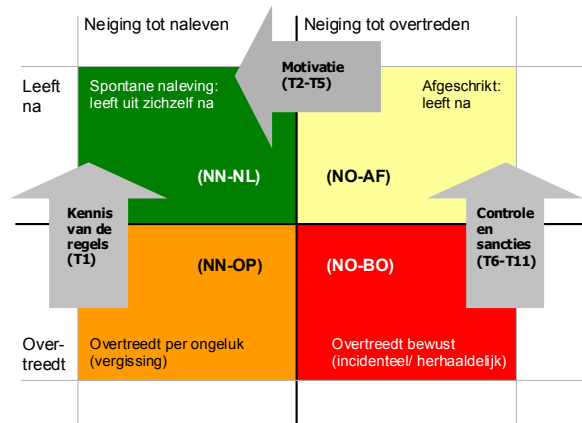 Neiging tot naleven
Neiging tot overtreden
Leeft
na
Spontane naleving:
leeft uit zichzelf na
Motivatie
(T2-T5)
Afgeschrikt:
leeft na
(NN-NL)
(NO-AF)
Kennis
van de
regels
(T1)
Controle
en
sancties
(T6-T11)
(NN-OP)
(NO-BO)
Over-
treedt
Overtreedt per ongeluk
(vergissing)
Overtreedt bewust
(incidenteel/ herhaaldelijk)